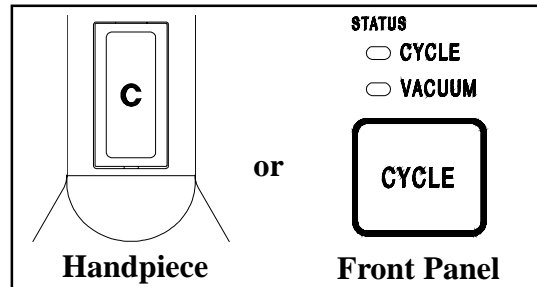 C
Handpiece
or
STATUS
CYCLE
VACUUM
CYCLE
Front Panel